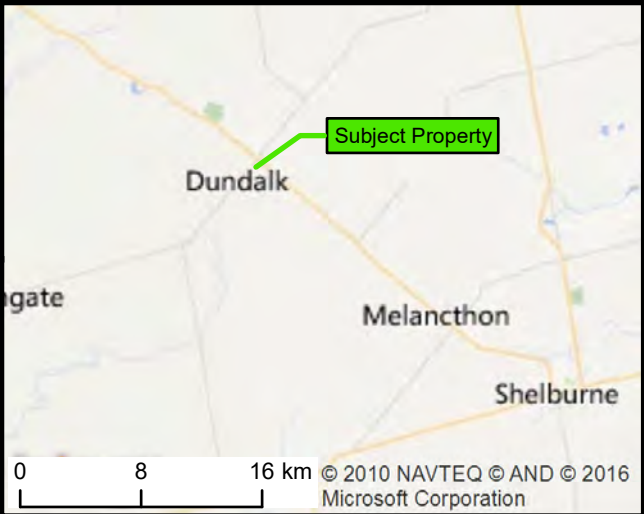 Subject Property
Dundalk
gate
Melancthon
Shelburne
0 8 16 km
© 2010 NAVTEQ © AND © 2016
Microsoft Corporation